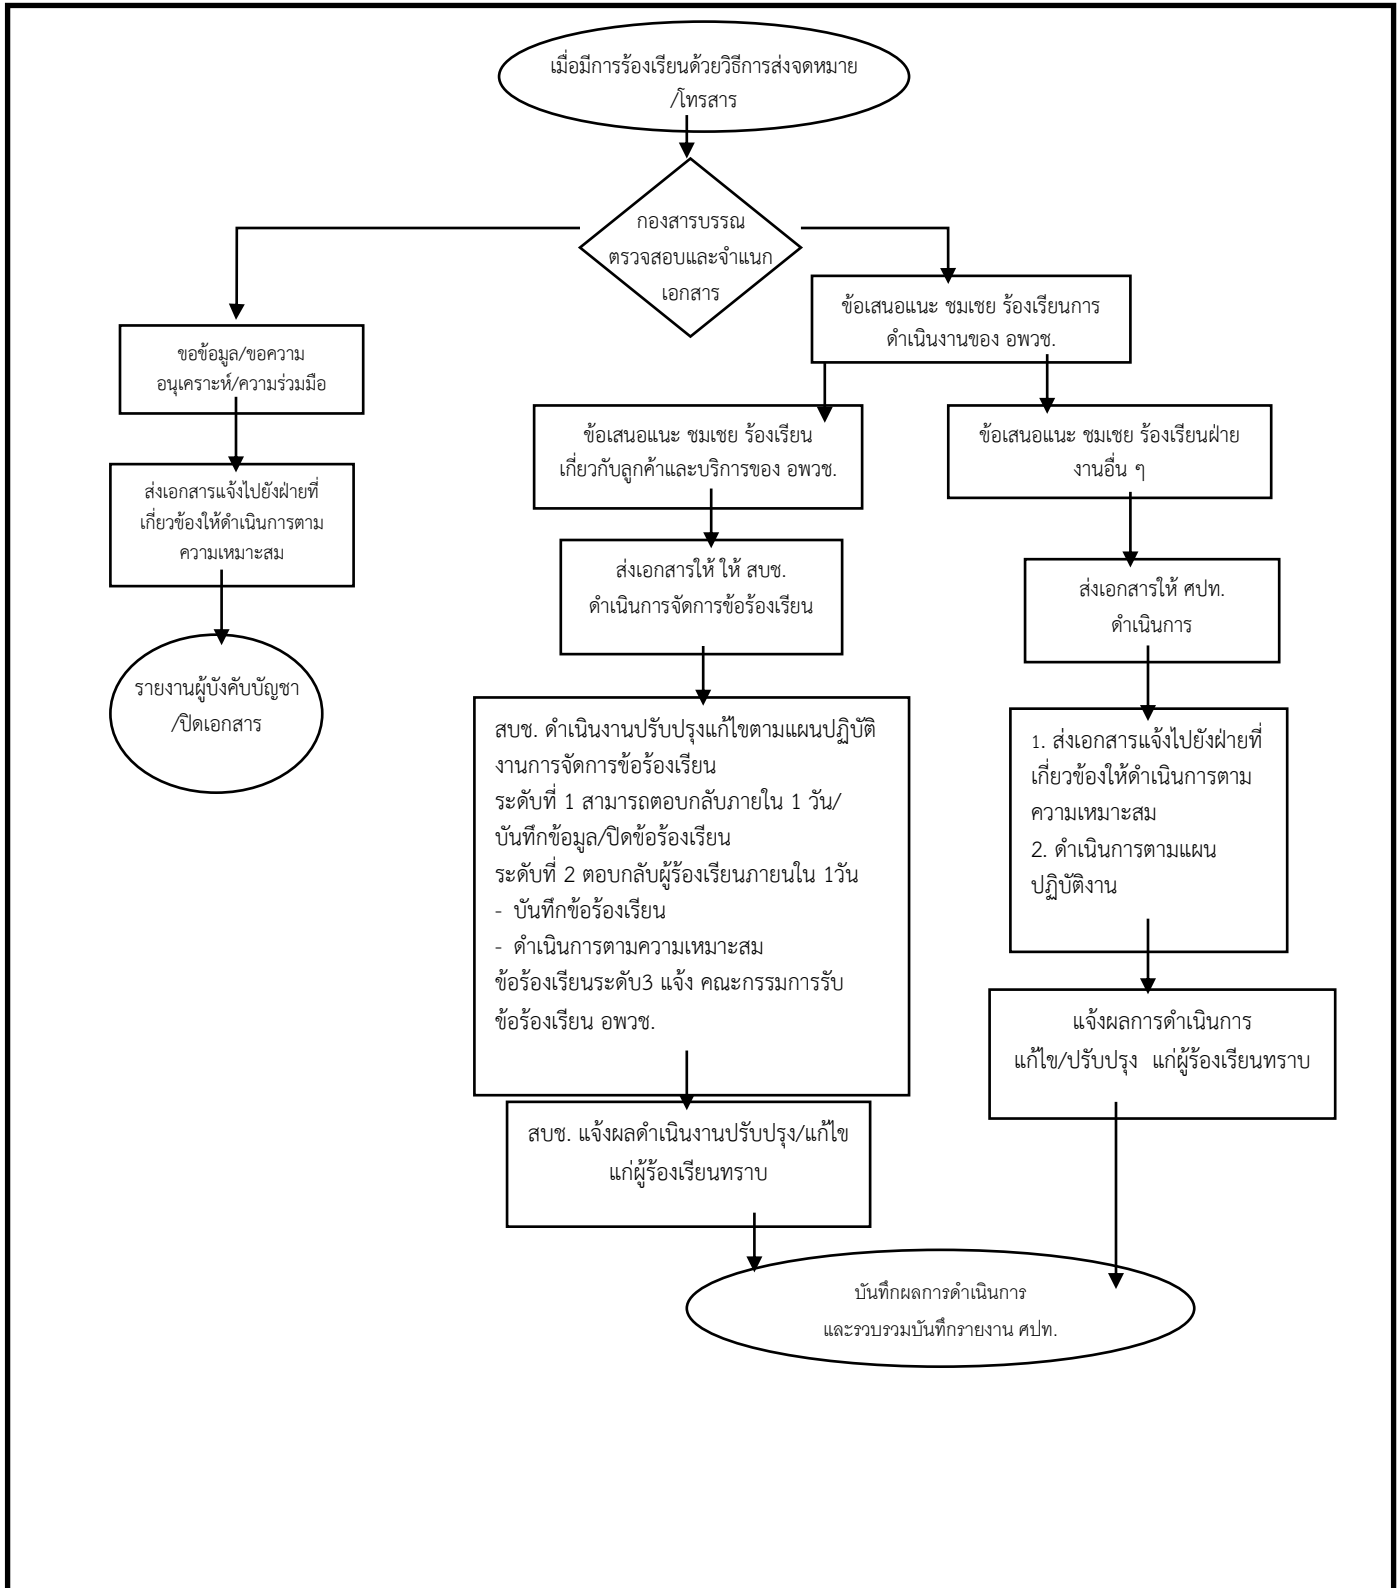 เมื่อมีการร้องเรียนด้วยวิธีการส่งจดหมาย
/โทรสาร
กองสารบรรณ
ตรวจสอบและจำแนก
เอกสาร
ขอข้อมูล/ขอความ
อนุเคราะห์/ความร่วมมือ
ส่งเอกสารแจ้งไปยังฝ่ายที่
เกี่ยวข้องให้ดำเนินการตาม
ความเหมาะสม
รายงานผู้บังคับบัญชา
/ปิดเอกสาร
ข้อเสนอแนะ ชมเชย ร้องเรียนการ
ดำเนินงานของ อพวช.
ข้อเสนอแนะ ชมเชย ร้องเรียน
เกี่ยวกับลูกค้าและบริการของ อพวช.
ส่งเอกสารให้ ให้ สบช.
ดำเนินการจัดการข้อร้องเรียน
สบช. ดำเนินงานปรับปรุงแก้ไขตามแผนปฏิบัติ
งานการจัดการข้อร้องเรียน
ระดับที่ 1 สามารถตอบกลับภายใน 1 วัน/
บันทึกข้อมูล/ปิดข้อร้องเรียน
ระดับที่ 2 ตอบกลับผู้ร้องเรียนภายนใน 1วัน
- บันทึกข้อร้องเรียน
- ดำเนินการตามความเหมาะสม
ข้อร้องเรียนระดับ3 แจ้ง คณะกรรมการรับ
ข้อร้องเรียน อพวช.
สบช. แจ้งผลดำเนินงานปรับปรุง/แก้ไข
แก่ผู้ร้องเรียนทราบ
ข้อเสนอแนะ ชมเชย ร้องเรียนฝ่าย
งานอื่น ๆ
ส่งเอกสารให้ ศปท.
ดำเนินการ
1. ส่งเอกสารแจ้งไปยังฝ่ายที่
เกี่ยวข้องให้ดำเนินการตาม
ความเหมาะสม
2. ดำเนินการตามแผน
ปฏิบัติงาน
แจ้งผลการดำเนินการ
แก้ไข/ปรับปรุง แก่ผู้ร้องเรียนทราบ
บันทึกผลการดำเนินการ
และรวบรวมบันทึกรายงาน ศปท.